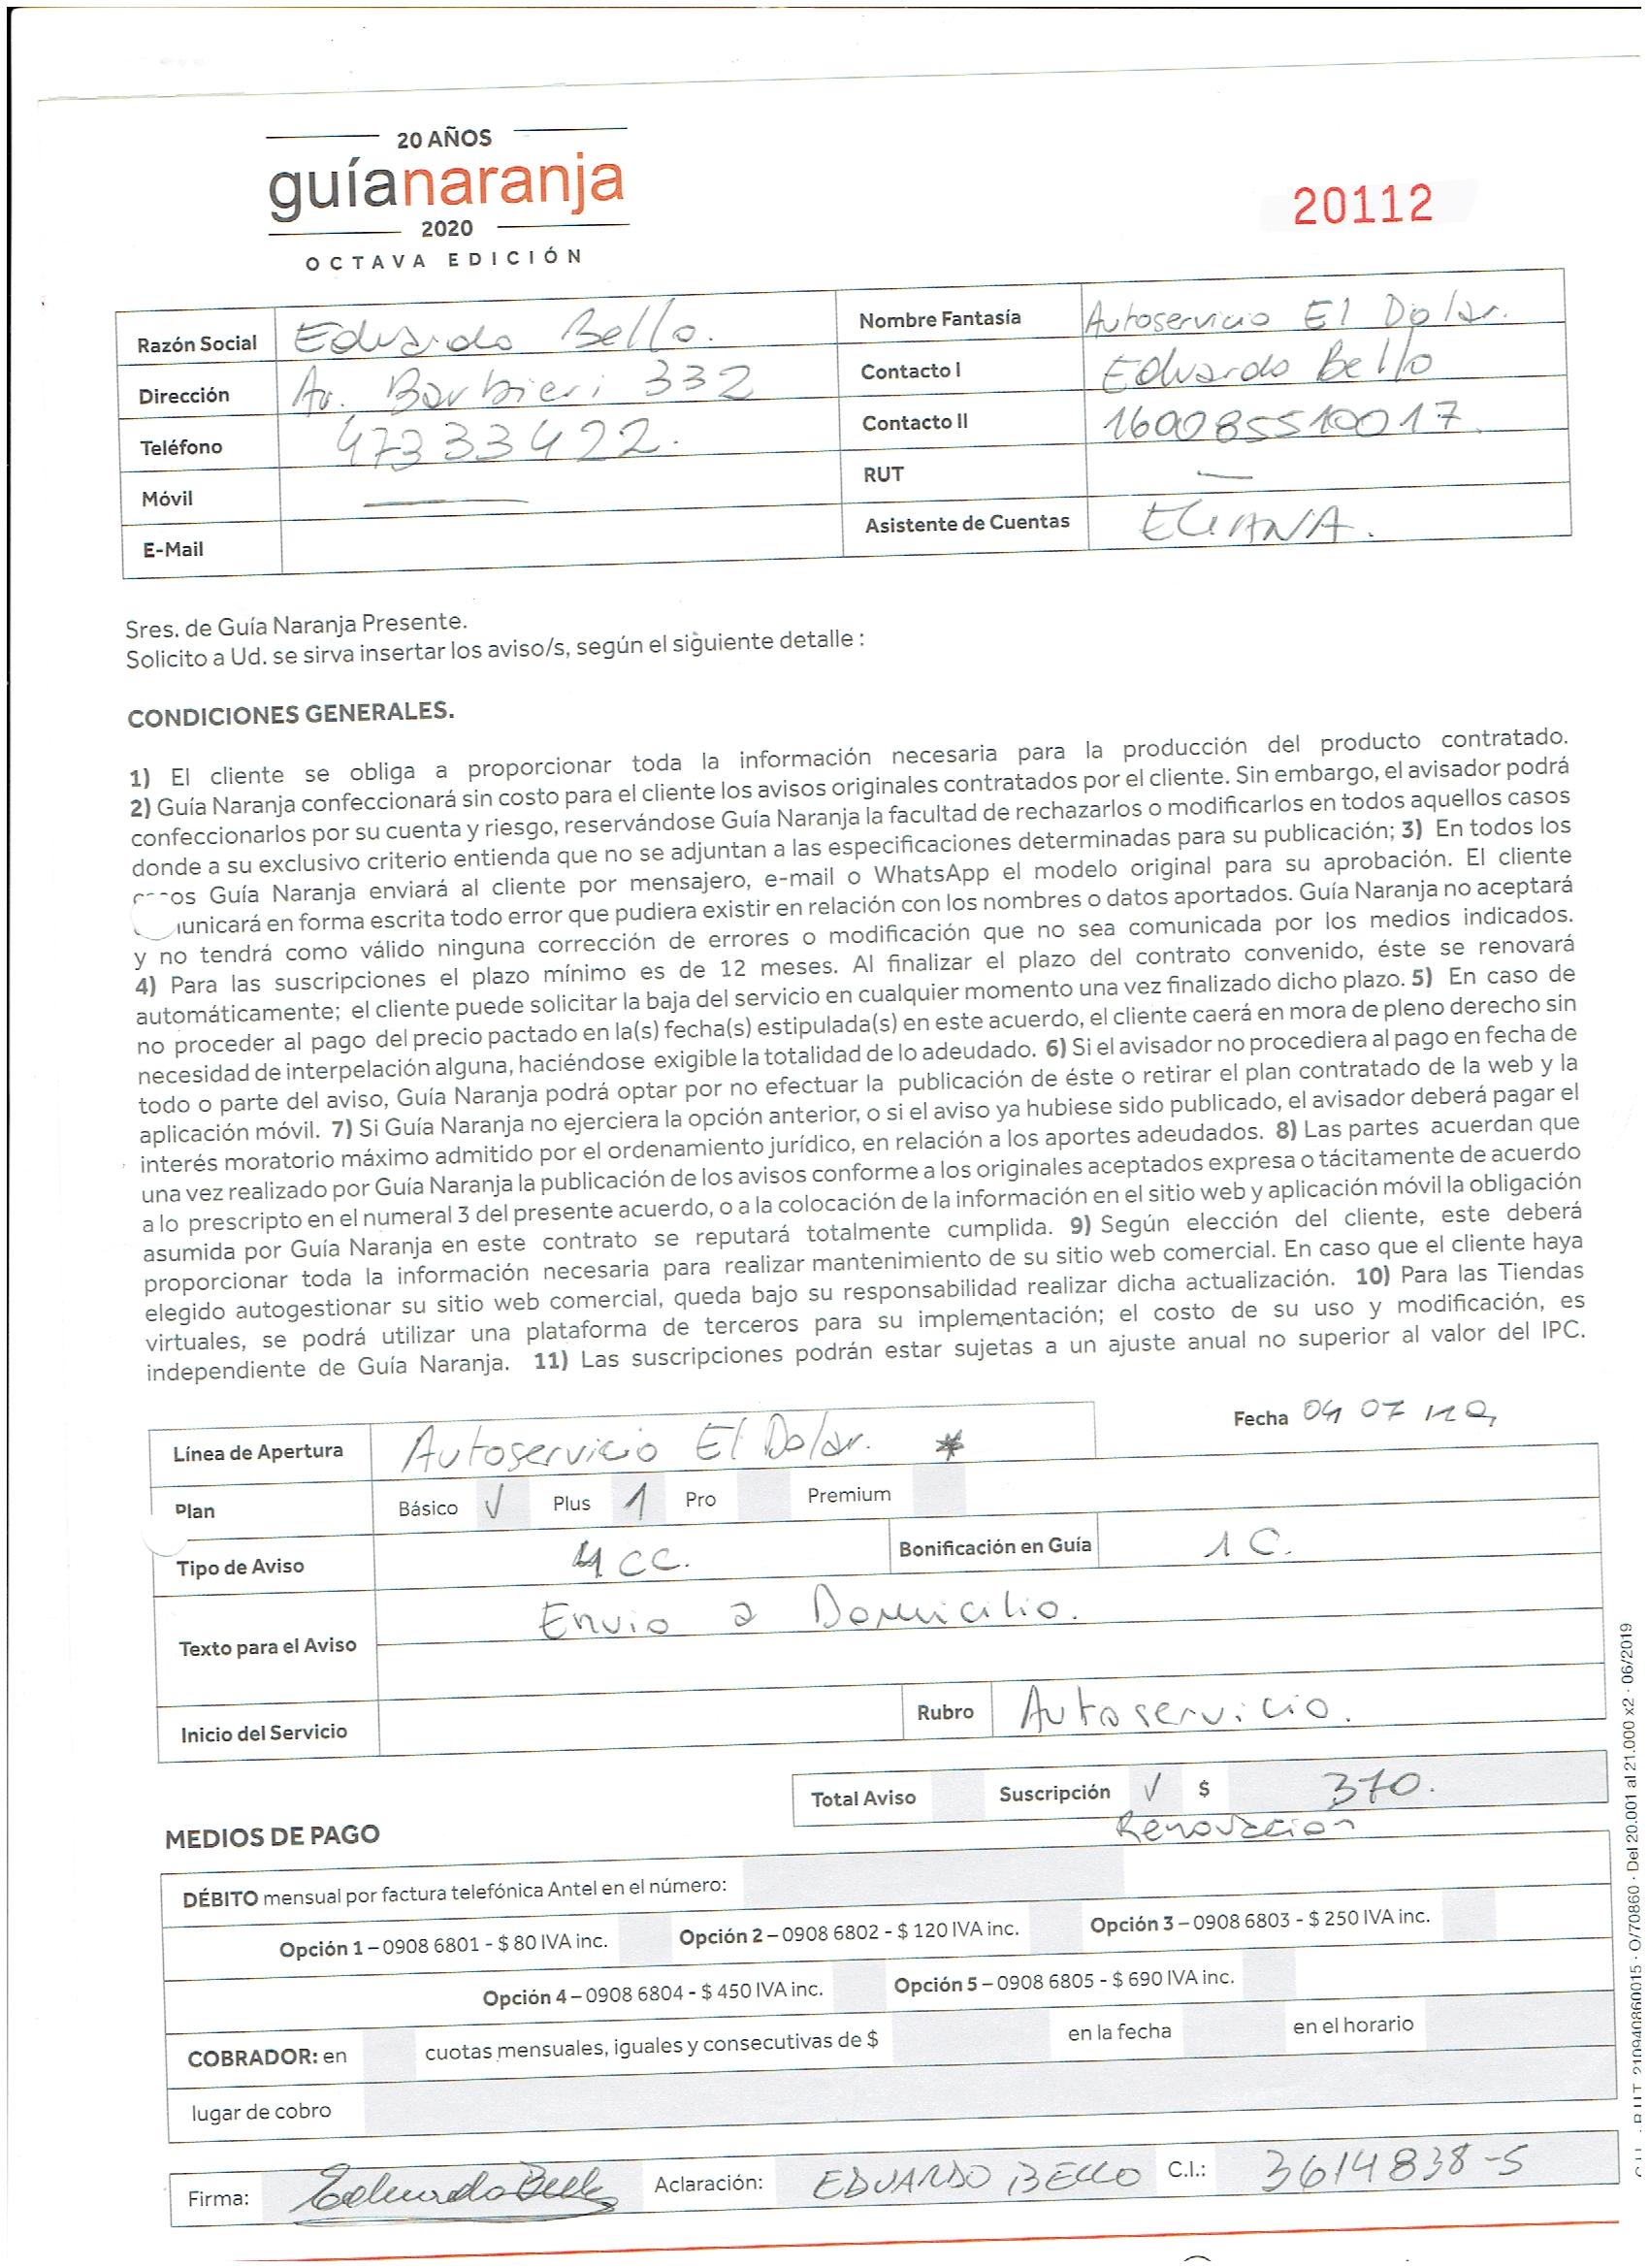 20 AÑOS
guíanaranja
2020
OCTAVA EDICIÓN
20112
Razón Social Eduardo Bello.
Nombre Fantasía Autoservicio El Dolar.
Dirección Av. Barbieri 332
Contacto I Eduardo Bello
Teléfono 47333422.
Contacto II 160085510017.
Móvil —
RUT —
E-Mail
Asistente de Cuentas ELIANA.
Sres. de Guía Naranja Presente.
Solicito a Ud. se sirva insertar los aviso/s, según el siguiente detalle :
CONDICIONES GENERALES.
1) El cliente se obliga a proporcionar toda la información necesaria para la producción del producto contratado.
2) Guía Naranja confeccionará sin costo para el cliente los avisos originales contratados por el cliente. Sin embargo, el avisador podrá
confeccionarlos por su cuenta y riesgo, reservándose Guía Naranja la facultad de rechazarlos o modificarlos en todos aquellos casos
donde a su exclusivo criterio entienda que no se adjuntan a las especificaciones determinadas para su publicación; 3) En todos los
os Guía Naranja enviará al cliente por mensajero, e-mail o WhatsApp el modelo original para su aprobación. El cliente
unicará en forma escrita todo error que pudiera existir en relación con los nombres o datos aportados. Guía Naranja no aceptará
y no tendrá como válido ninguna corrección de errores o modificación que no sea comunicada por los medios indicados.
4) Para las suscripciones el plazo mínimo es de 12 meses. Al finalizar el plazo del contrato convenido, éste se renovará
automáticamente; el cliente puede solicitar la baja del servicio en cualquier momento una vez finalizado dicho plazo. 5) En caso de
no proceder al pago del precio pactado en la(s) fecha(s) estipulada(s) en este acuerdo, el cliente caerá en mora de pleno derecho sin
necesidad de interpelación alguna, haciéndose exigible la totalidad de lo adeudado. 6) Si el avisador no procediera al pago en fecha de
todo o parte del aviso, Guía Naranja podrá optar por no efectuar la publicación de éste o retirar el plan contratado de la web y la
aplicación móvil. 7) Si Guía Naranja no ejerciera la opción anterior, o si el aviso ya hubiese sido publicado, el avisador deberá pagar el
interés moratorio máximo admitido por el ordenamiento jurídico, en relación a los aportes adeudados. 8) Las partes acuerdan que
una vez realizado por Guía Naranja la publicación de los avisos conforme a los originales aceptados expresa o tácitamente de acuerdo
a lo prescripto en el numeral 3 del presente acuerdo, o a la colocación de la información en el sitio web y aplicación móvil la obligación
asumida por Guía Naranja en este contrato se reputará totalmente cumplida. 9) Según elección del cliente, este deberá
proporcionar toda la información necesaria para realizar mantenimiento de su sitio web comercial. En caso que el cliente haya
elegido autogestionar su sitio web comercial, queda bajo su responsabilidad realizar dicha actualización. 10) Para las Tiendas
virtuales, se podrá utilizar una plataforma de terceros para su implementación; el costo de su uso y modificación, es
independiente de Guía Naranja. 11) Las suscripciones podrán estar sujetas a un ajuste anual no superior al valor del IPC.
Fecha 04 07
Línea de Apertura Autoservicio El Dolar. *
Plan Básico √ Plus 1 Pro Premium
Tipo de Aviso 4 CC. Bonificación en Guía 1 C.
Texto para el Aviso Envio a Domicilio.
Inicio del Servicio Rubro Autoservicio.
Total Aviso Suscripción √ $ 370.
Renovacion
MEDIOS DE PAGO
DÉBITO mensual por factura telefónica Antel en el número:
Opción 1 – 0908 6801 - $ 80 IVA inc. Opción 2 – 0908 6802 - $ 120 IVA inc. Opción 3 – 0908 6803 - $ 250 IVA inc.
Opción 4 – 0908 6804 - $ 450 IVA inc. Opción 5 – 0908 6805 - $ 690 IVA inc.
COBRADOR: en cuotas mensuales, iguales y consecutivas de $ en la fecha en el horario
lugar de cobro
Firma: Eduardo Bello Aclaración: EDUARDO BELLO C.I.: 3614838-5
R.U.T. 210940860015 · O/70860 · Del 20.001 al 21.000 x2 · 06/2019